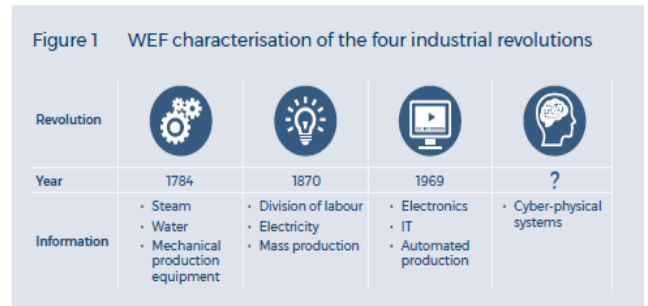 Figure 1 WEF characterisation of the four industrial revolutions
Revolution
Year 1784 1870 1969 ?
Information
· Steam
· Water
· Mechanical
production
equipment
· Division of labour
· Electricity
· Mass production
· Electronics
· IT
· Automated
production
· Cyber-physical
systems